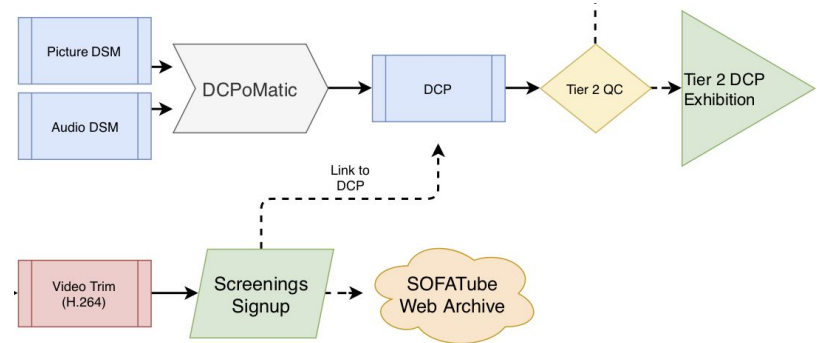 Picture DSM
Audio DSM
DCPoMatic
DCP
Tier 2 QC
Tier 2 DCP
Exhibition
Link to
DCP
Video Trim
(H.264)
Screenings
Signup
SOFATube
Web Archive